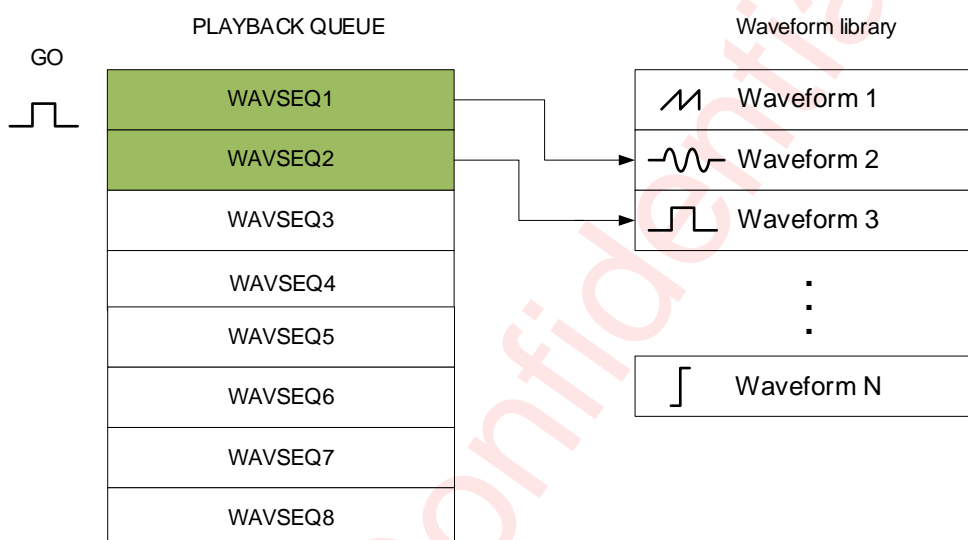 PLAYBACK QUEUE
Waveform library
GO
WAVSEQ1
WAVSEQ2
WAVSEQ3
WAVSEQ4
WAVSEQ5
WAVSEQ6
WAVSEQ7
WAVSEQ8
Waveform 1
Waveform 2
Waveform 3
Waveform N
Confidential